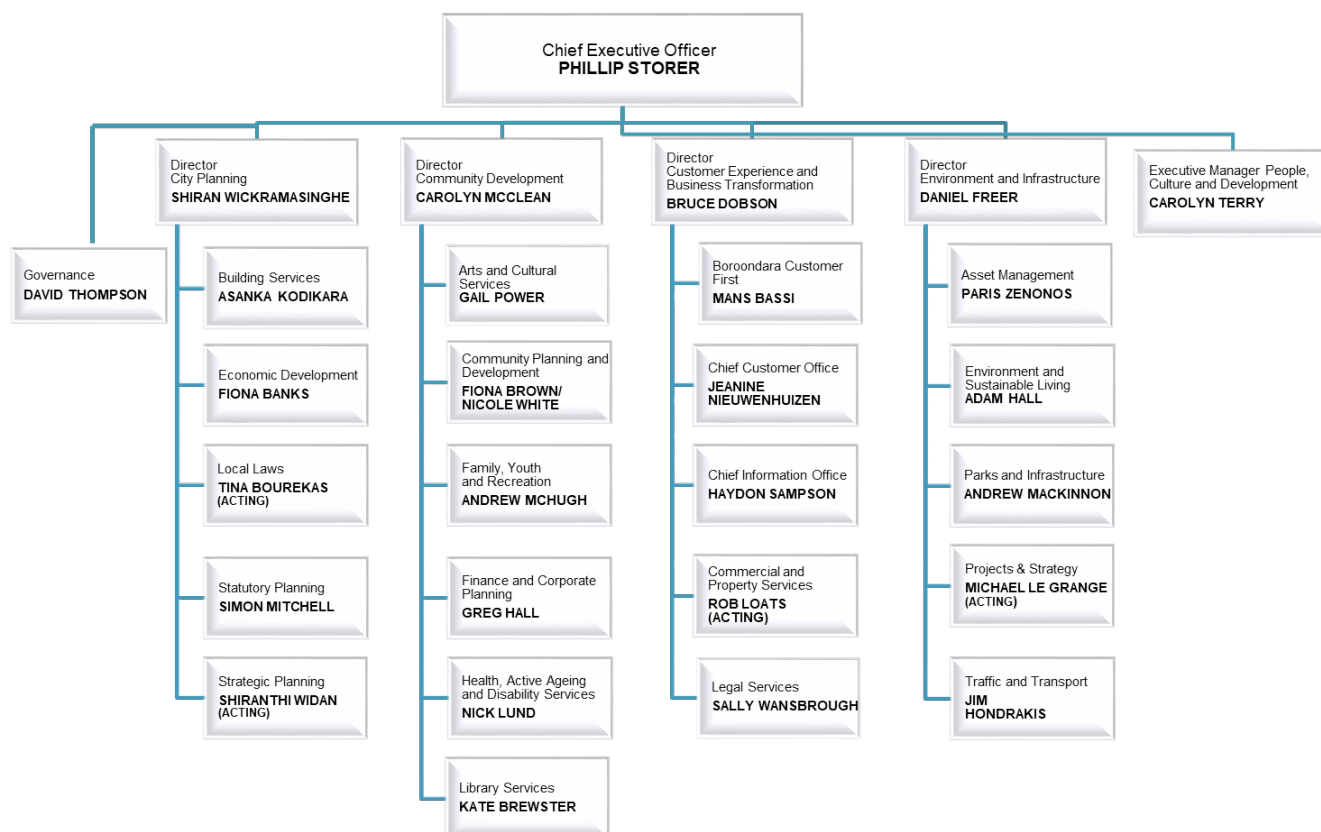 Chief Executive Officer
PHILLIP STORER
Director
City Planning
SHIRAN WICKRAMASINGHE
Director
Community Development
CAROLYN MCCLEAN
Director
Customer Experience and
Business Transformation
BRUCE DOBSON
Director
Environment and Infrastructure
DANIEL FREER
Executive Manager People,
Culture and Development
CAROLYN TERRY
Governance
DAVID THOMPSON
Building Services
ASANKA KODIKARA
Economic Development
FIONA BANKS
Local Laws
TINA BOUREKAS
(ACTING)
Statutory Planning
SIMON MITCHELL
Strategic Planning
SHIRANTHI WIDAN
(ACTING)
Arts and Cultural
Services
GAIL POWER
Community Planning and
Development
FIONA BROWN/
NICOLE WHITE
Family, Youth
and Recreation
ANDREW MCHUGH
Finance and Corporate
Planning
GREG HALL
Health, Active Ageing
and Disability Services
NICK LUND
Library Services
KATE BREWSTER
Boroondara Customer
First
MANS BASSI
Chief Customer Office
JEANINE
NIEUWENHUIZEN
Chief Information Office
HAYDON SAMPSON
Commercial and
Property Services
ROB LOATS
(ACTING)
Legal Services
SALLY WANSBROUGH
Asset Management
PARIS ZENONOS
Environment and
Sustainable Living
ADAM HALL
Parks and Infrastructure
ANDREW MACKINNON
Projects & Strategy
MICHAEL LE GRANGE
(ACTING)
Traffic and Transport
JIM
HONDRAKIS